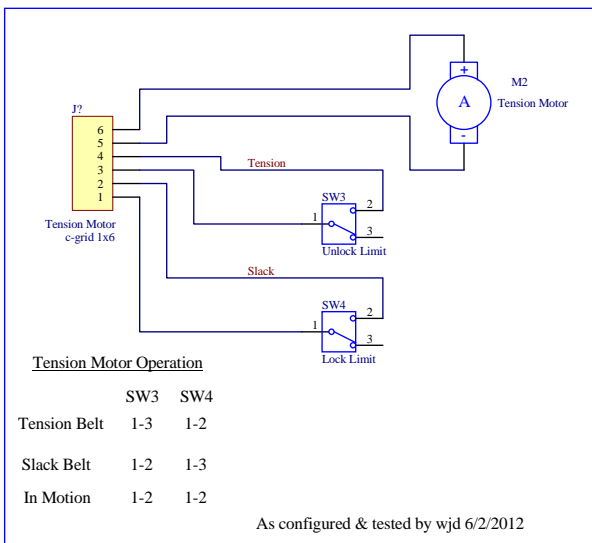 +
M2
A
Tension Motor
-
J?
6
5
4
3
2
1
Tension Motor
c-grid 1x6
Tension
SW3
1
2
3
Unlock Limit
Slack
SW4
1
2
3
Lock Limit
Tension Motor Operation
SW3 SW4
Tension Belt 1-3 1-2
Slack Belt 1-2 1-3
In Motion 1-2 1-2
As configured & tested by wjd 6/2/2012